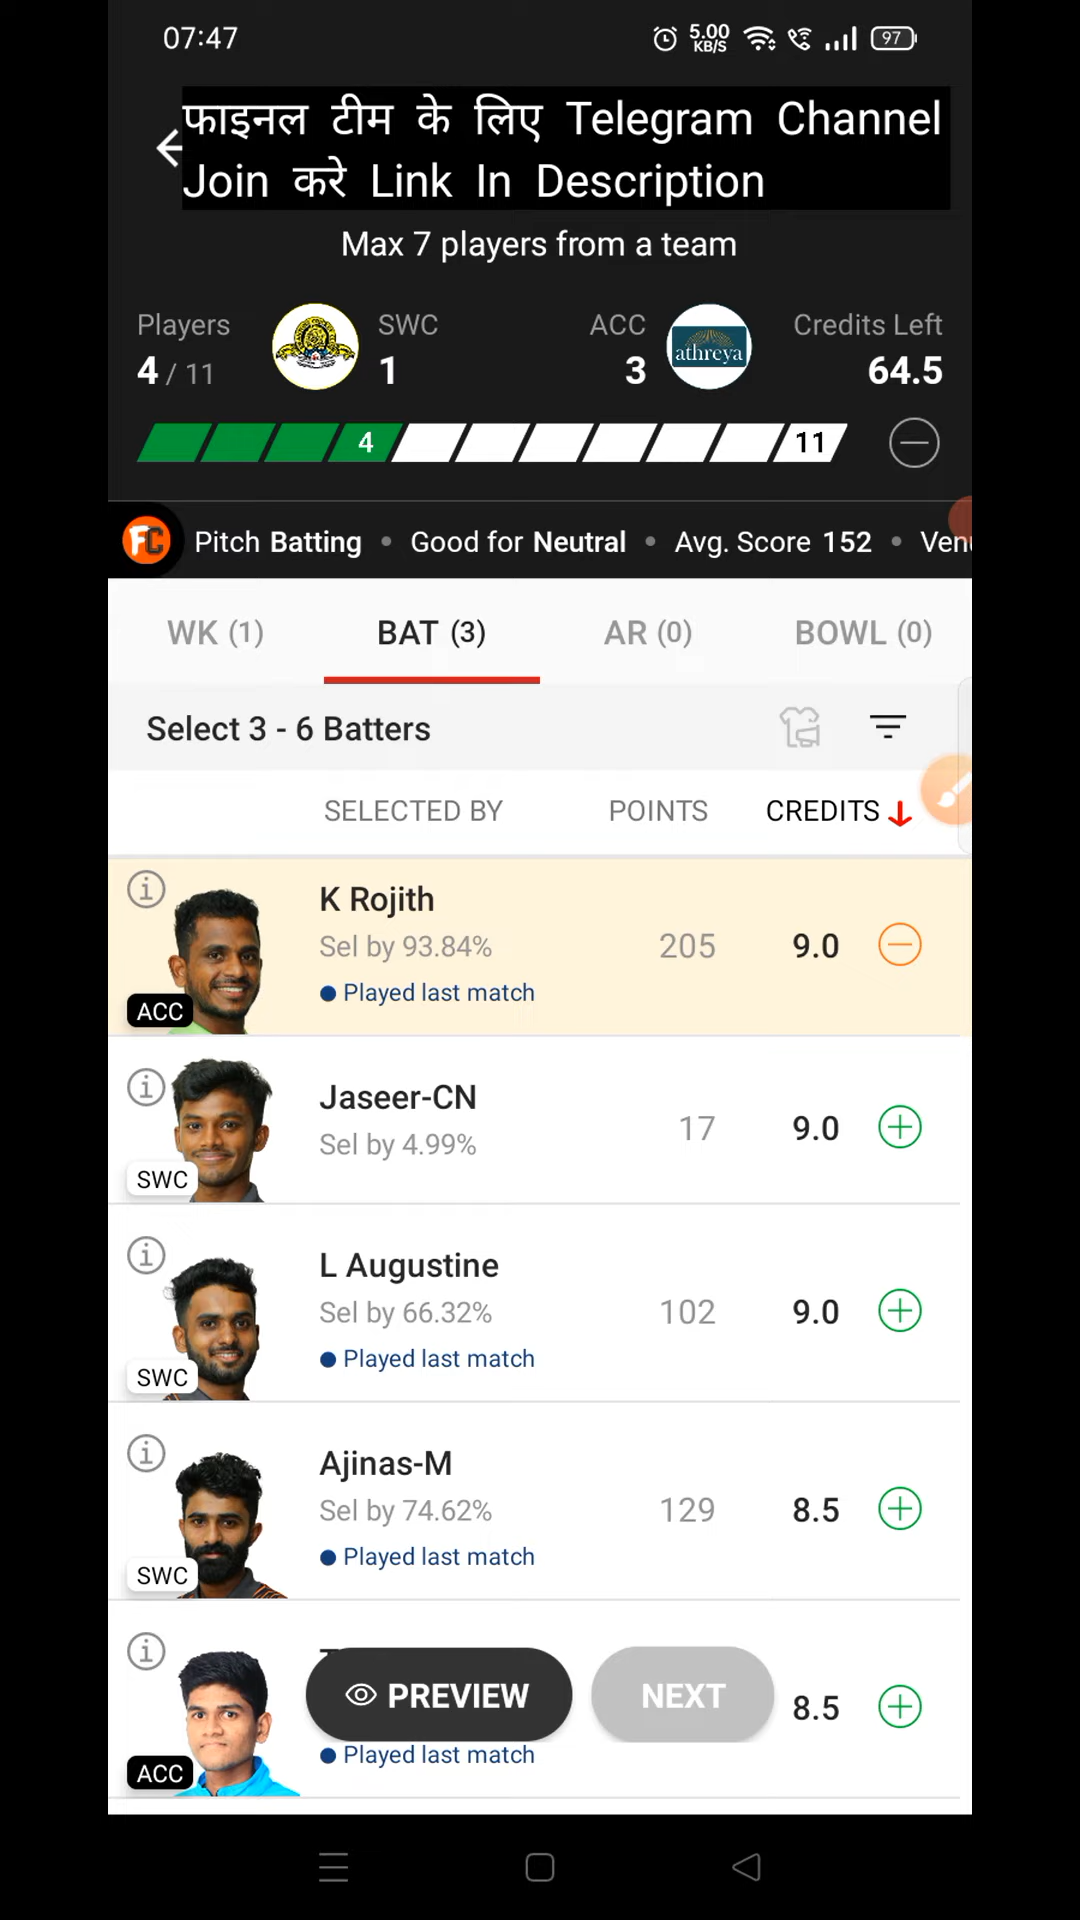 07:47
5.00 KB/S
97
फाइनल टीम के लिए Telegram Channel
Join करे Link In Description
Max 7 players from a team
Players SWC ACC Credits Left
4 / 11 1 3 64.5
athreya
4 11
FC Pitch Batting • Good for Neutral • Avg. Score 152 •
WK (1) BAT (3) AR (0) BOWL (0)
Select 3 - 6 Batters
SELECTED BY POINTS CREDITS
K Rojith
Sel by 93.84% 205 9.0
Played last match
ACC
Jaseer-CN
Sel by 4.99% 17 9.0
SWC
L Augustine
Sel by 66.32% 102 9.0
Played last match
SWC
Ajinas-M
Sel by 74.62% 129 8.5
Played last match
SWC
PREVIEW NEXT 8.5
Played last match
ACC